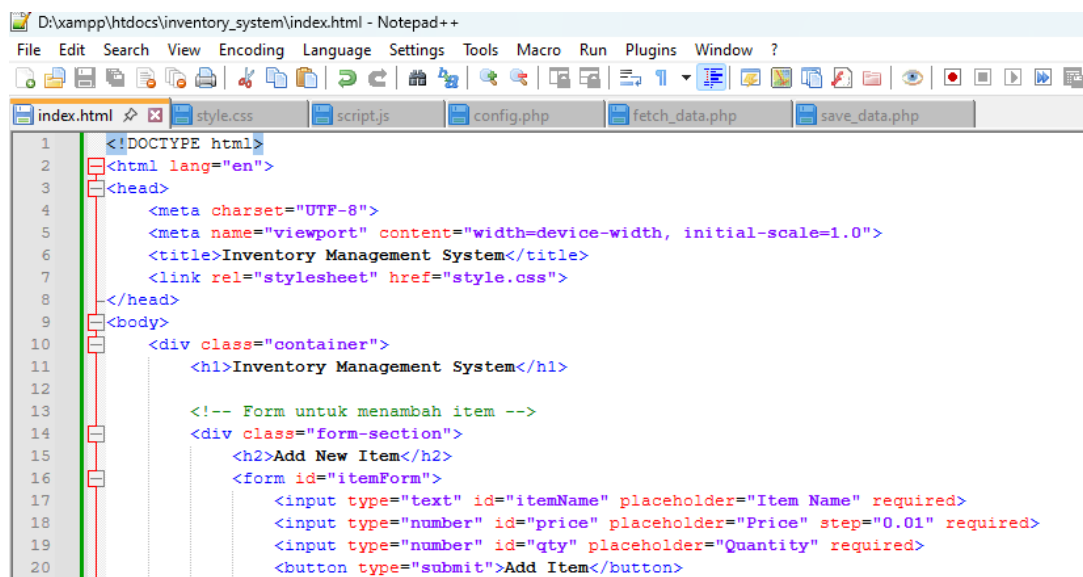 D:\xampp\htdocs\inventory_system\index.html - Notepad++
File Edit Search View Encoding Language Settings Tools Macro Run Plugins Window ?
index.html style.css script.js config.php fetch_data.php save_data.php
1 <!DOCTYPE html>
2 <html lang="en">
3 <head>
4 <meta charset="UTF-8">
5 <meta name="viewport" content="width=device-width, initial-scale=1.0">
6 <title>Inventory Management System</title>
7 <link rel="stylesheet" href="style.css">
8 </head>
9 <body>
10 <div class="container">
11 <h1>Inventory Management System</h1>
12
13 <!-- Form untuk menambah item -->
14 <div class="form-section">
15 <h2>Add New Item</h2>
16 <form id="itemForm">
17 <input type="text" id="itemName" placeholder="Item Name" required>
18 <input type="number" id="price" placeholder="Price" step="0.01" required>
19 <input type="number" id="qty" placeholder="Quantity" required>
20 <button type="submit">Add Item</button>